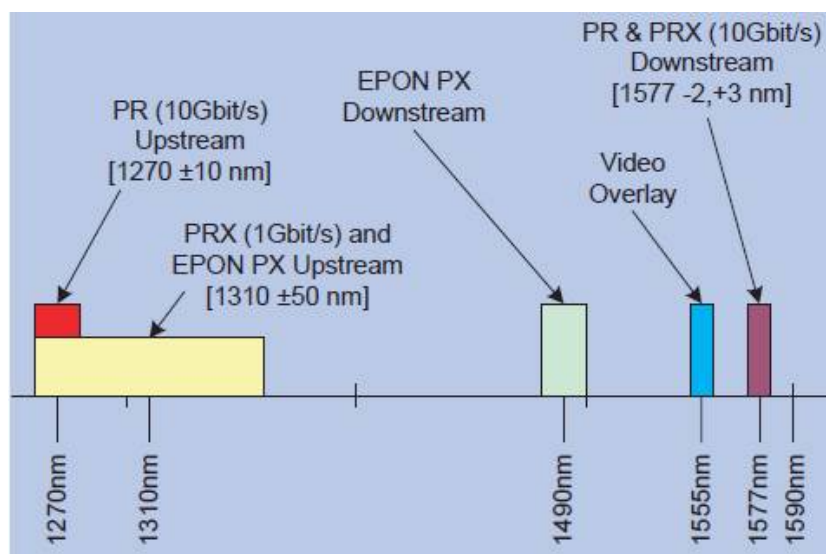 PR (10Gbit/s)
Upstream
[1270 ±10 nm]
PRX (1Gbit/s) and
EPON PX Upstream
[1310 ±50 nm]
EPON PX
Downstream
Video
Overlay
PR & PRX (10Gbit/s)
Downstream
[1577 -2,+3 nm]
1270nm
1310nm
1490nm
1555nm
1577nm
1590nm